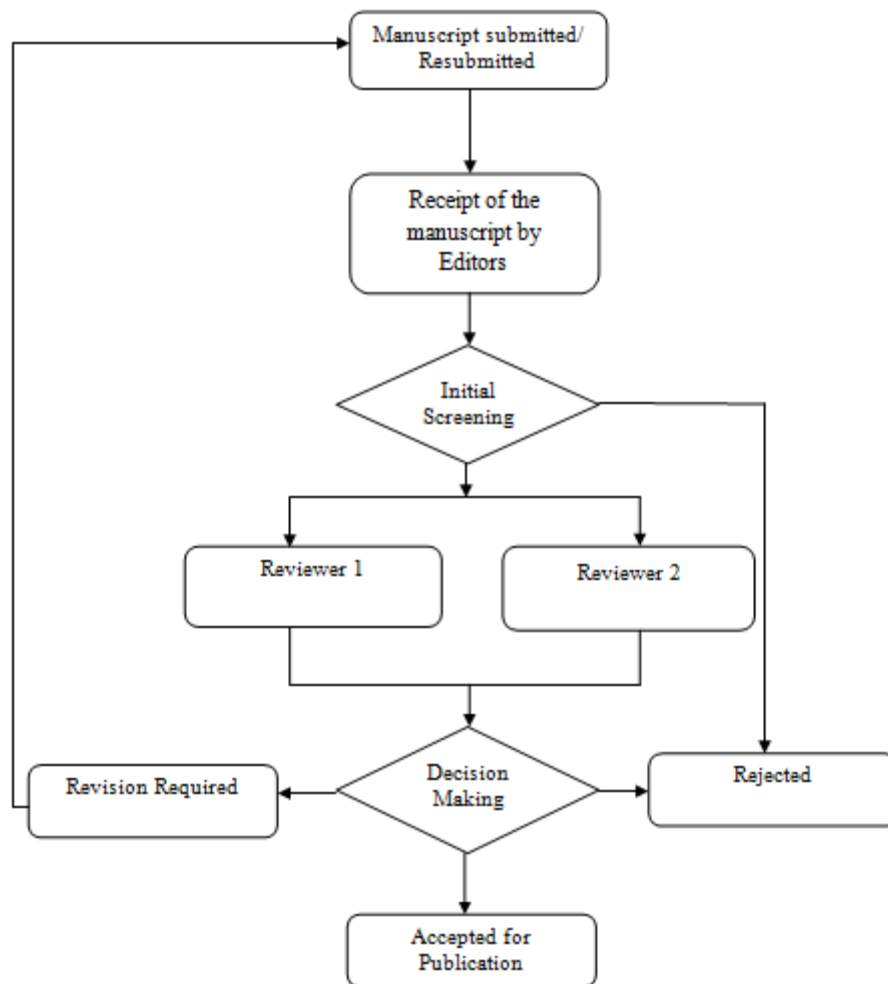 Manuscript submitted/
Resubmitted
Receipt of the
manuscript by
Editors
Initial
Screening
Reviewer 1
Reviewer 2
Decision
Making
Revision Required
Rejected
Accepted for
Publication